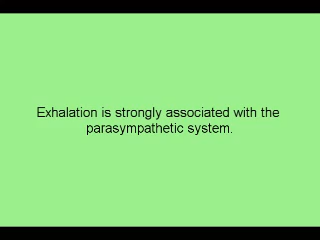 Exhalation is strongly associated with the
parasympathetic system.